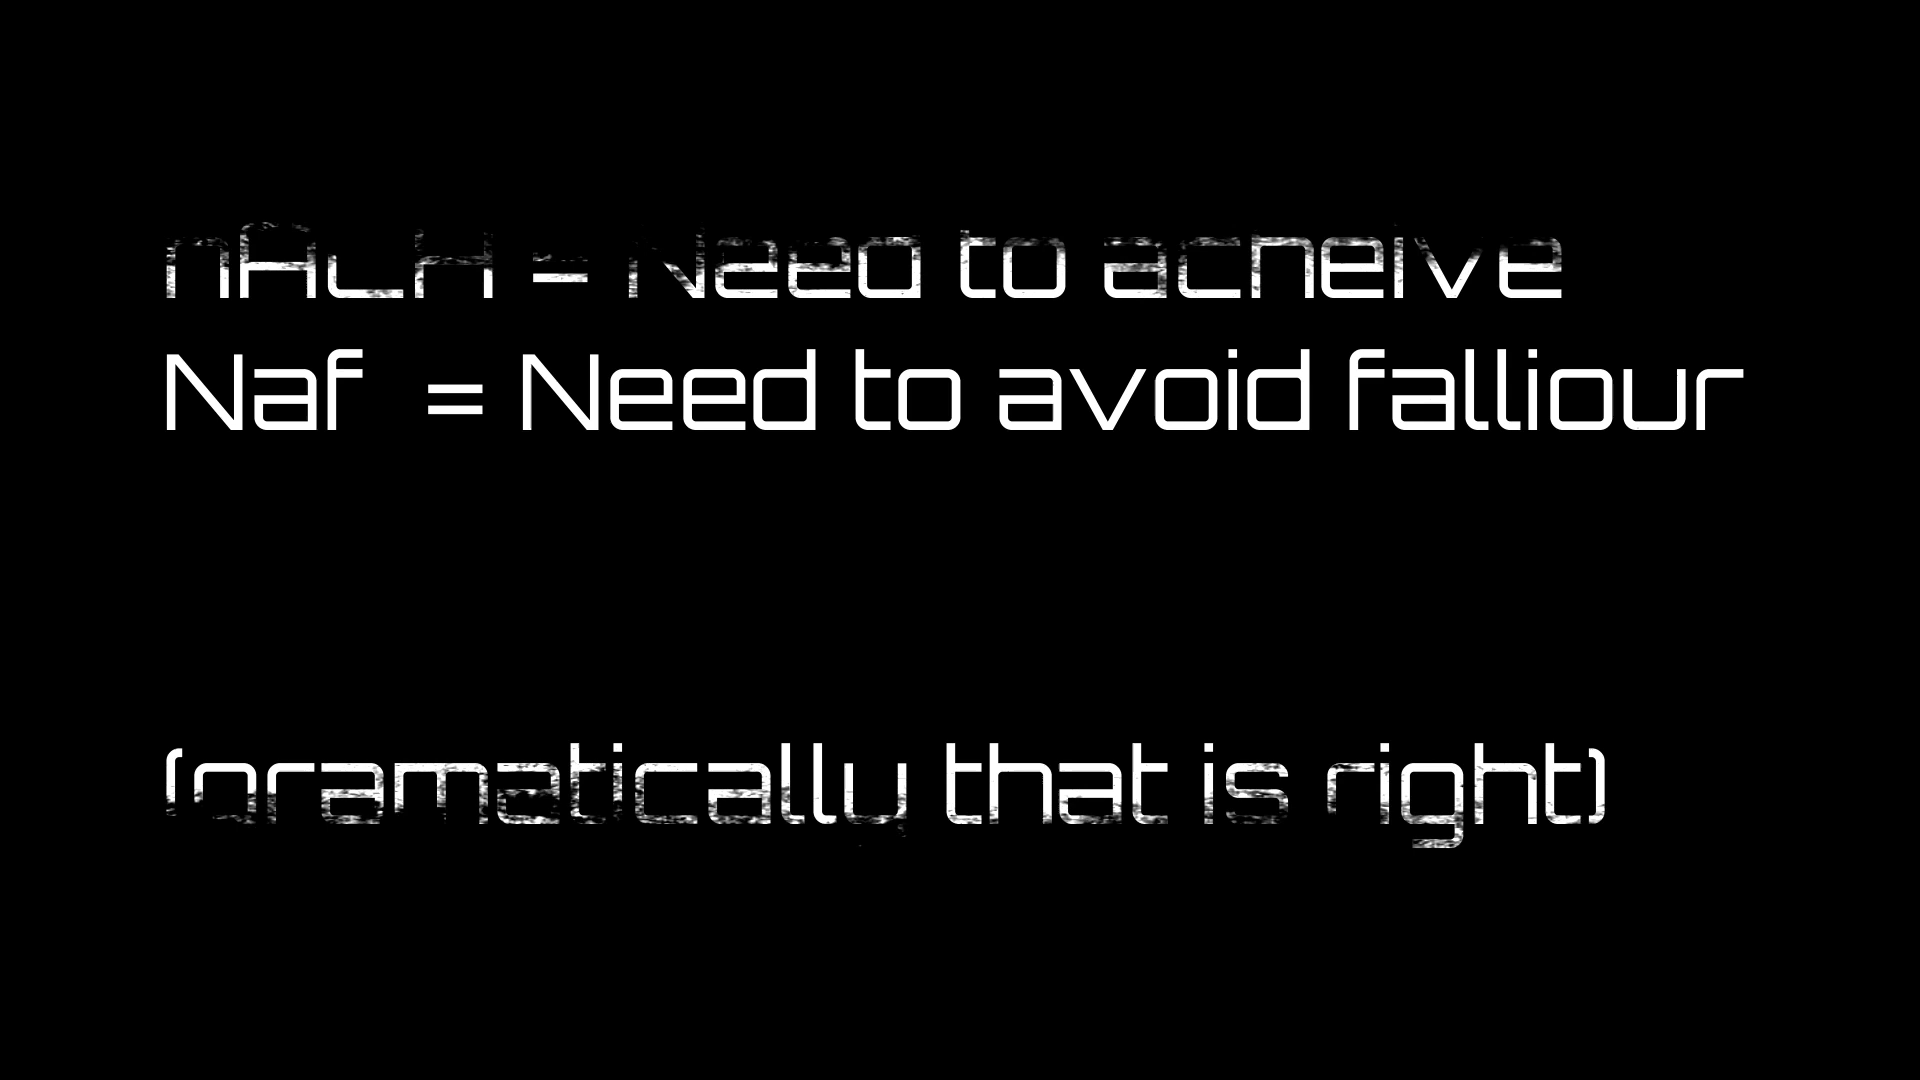 nACH = Need to acheive
Naf = Need to avoid falliour
(gramatically that is right)